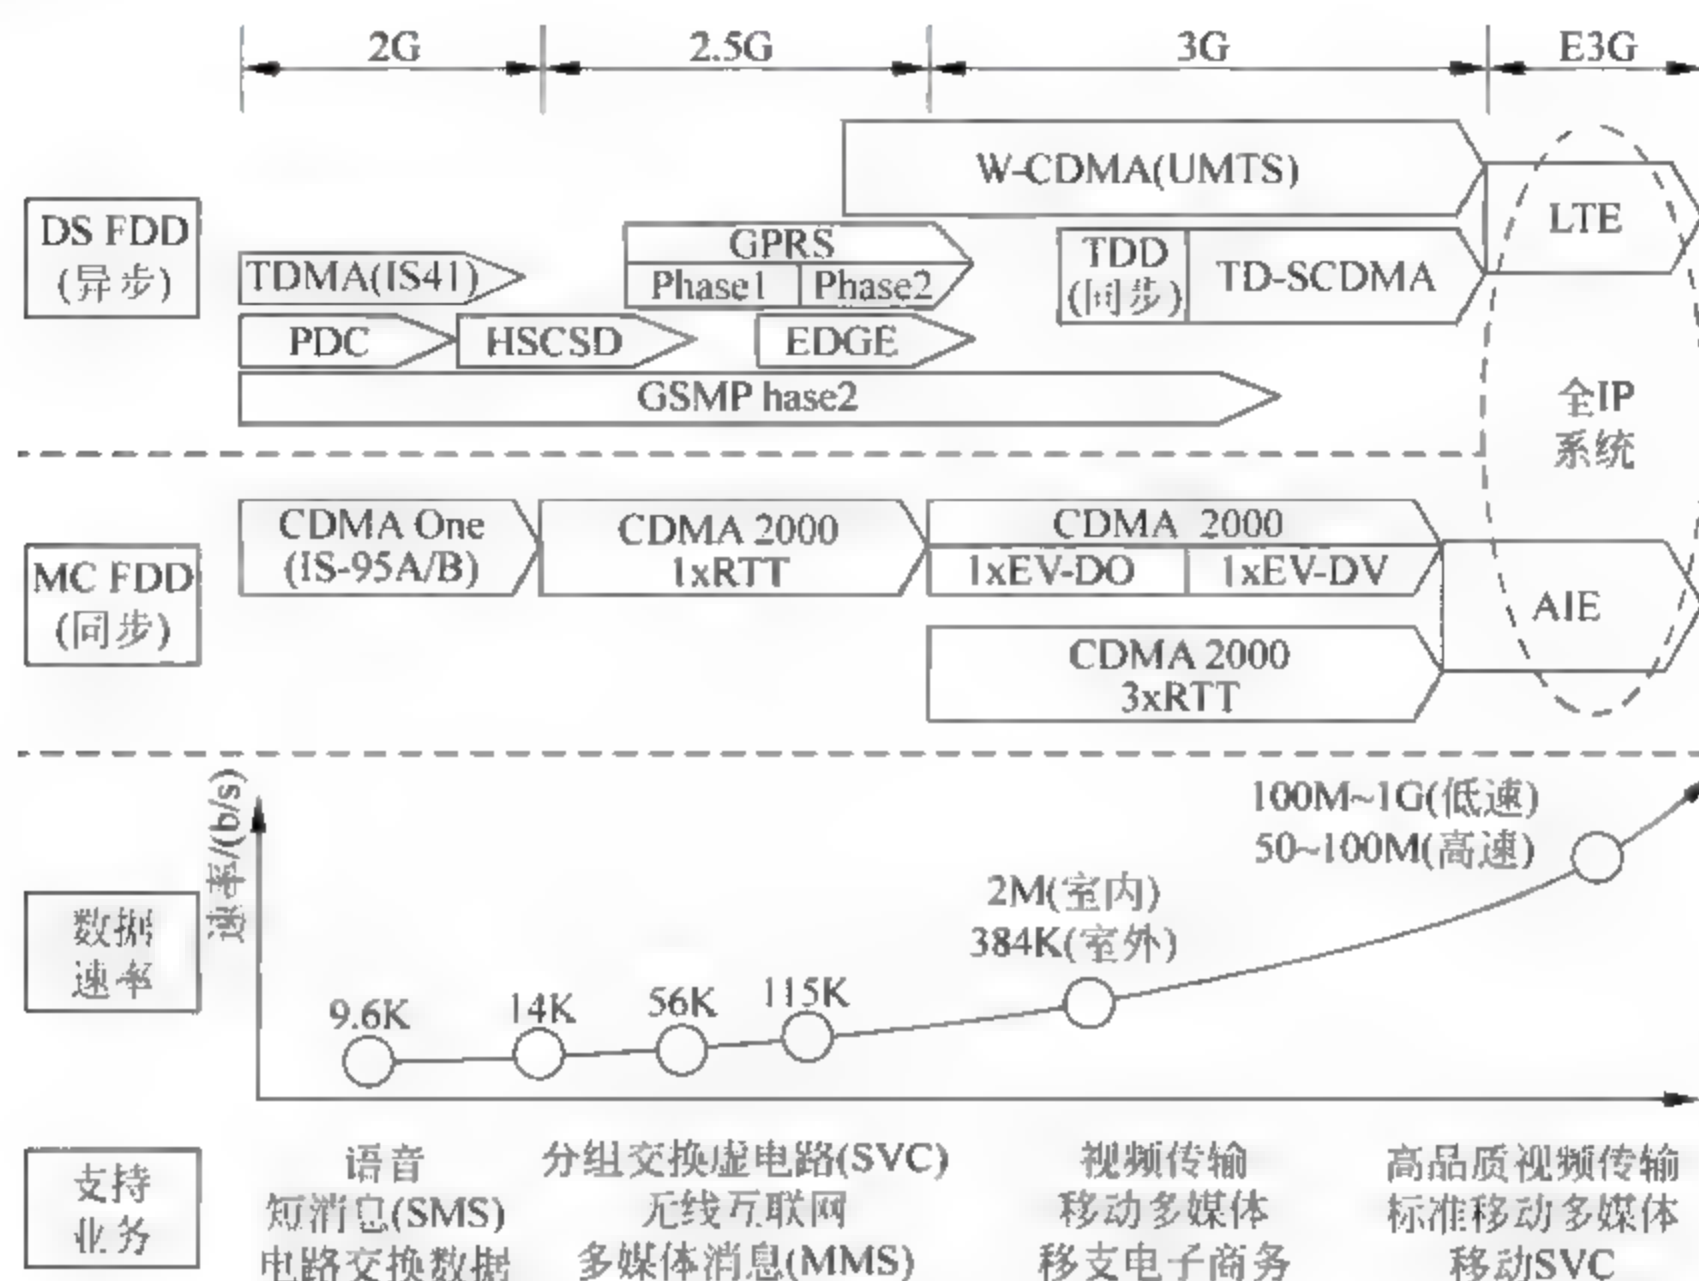 2G
2.5G
3G
E3G
W-CDMA(UMTS)
DS FDD
(异步)
TDMA(IS41)
GPRS
Phase1
Phase2
TDD
(同步)
TD-SCDMA
LTE
PDC
HSCSD
EDGE
GSMP hase2
全IP
系统
MC FDD
(同步)
CDMA One
(IS-95A/B)
CDMA 2000
1xRTT
CDMA 2000
1xEV-DO
1xEV-DV
CDMA 2000
3xRTT
AIE
数据
速率
速率/(b/s)
9.6K
14K
56K
115K
2M(室内)
384K(室外)
100M~1G(低速)
50~100M(高速)
支持
业务
语音
短消息(SMS)
电路交换数据
分组交换虚电路(SVC)
无线互联网
多媒体消息(MMS)
视频传输
移动多媒体
移支电子商务
高品质视频传输
标准移动多媒体
移动SVC